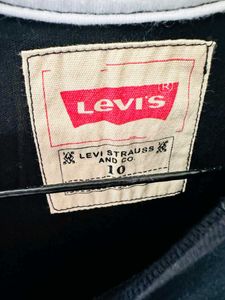 LEVI'S
LEVI STRAUSS
AND CO.
10